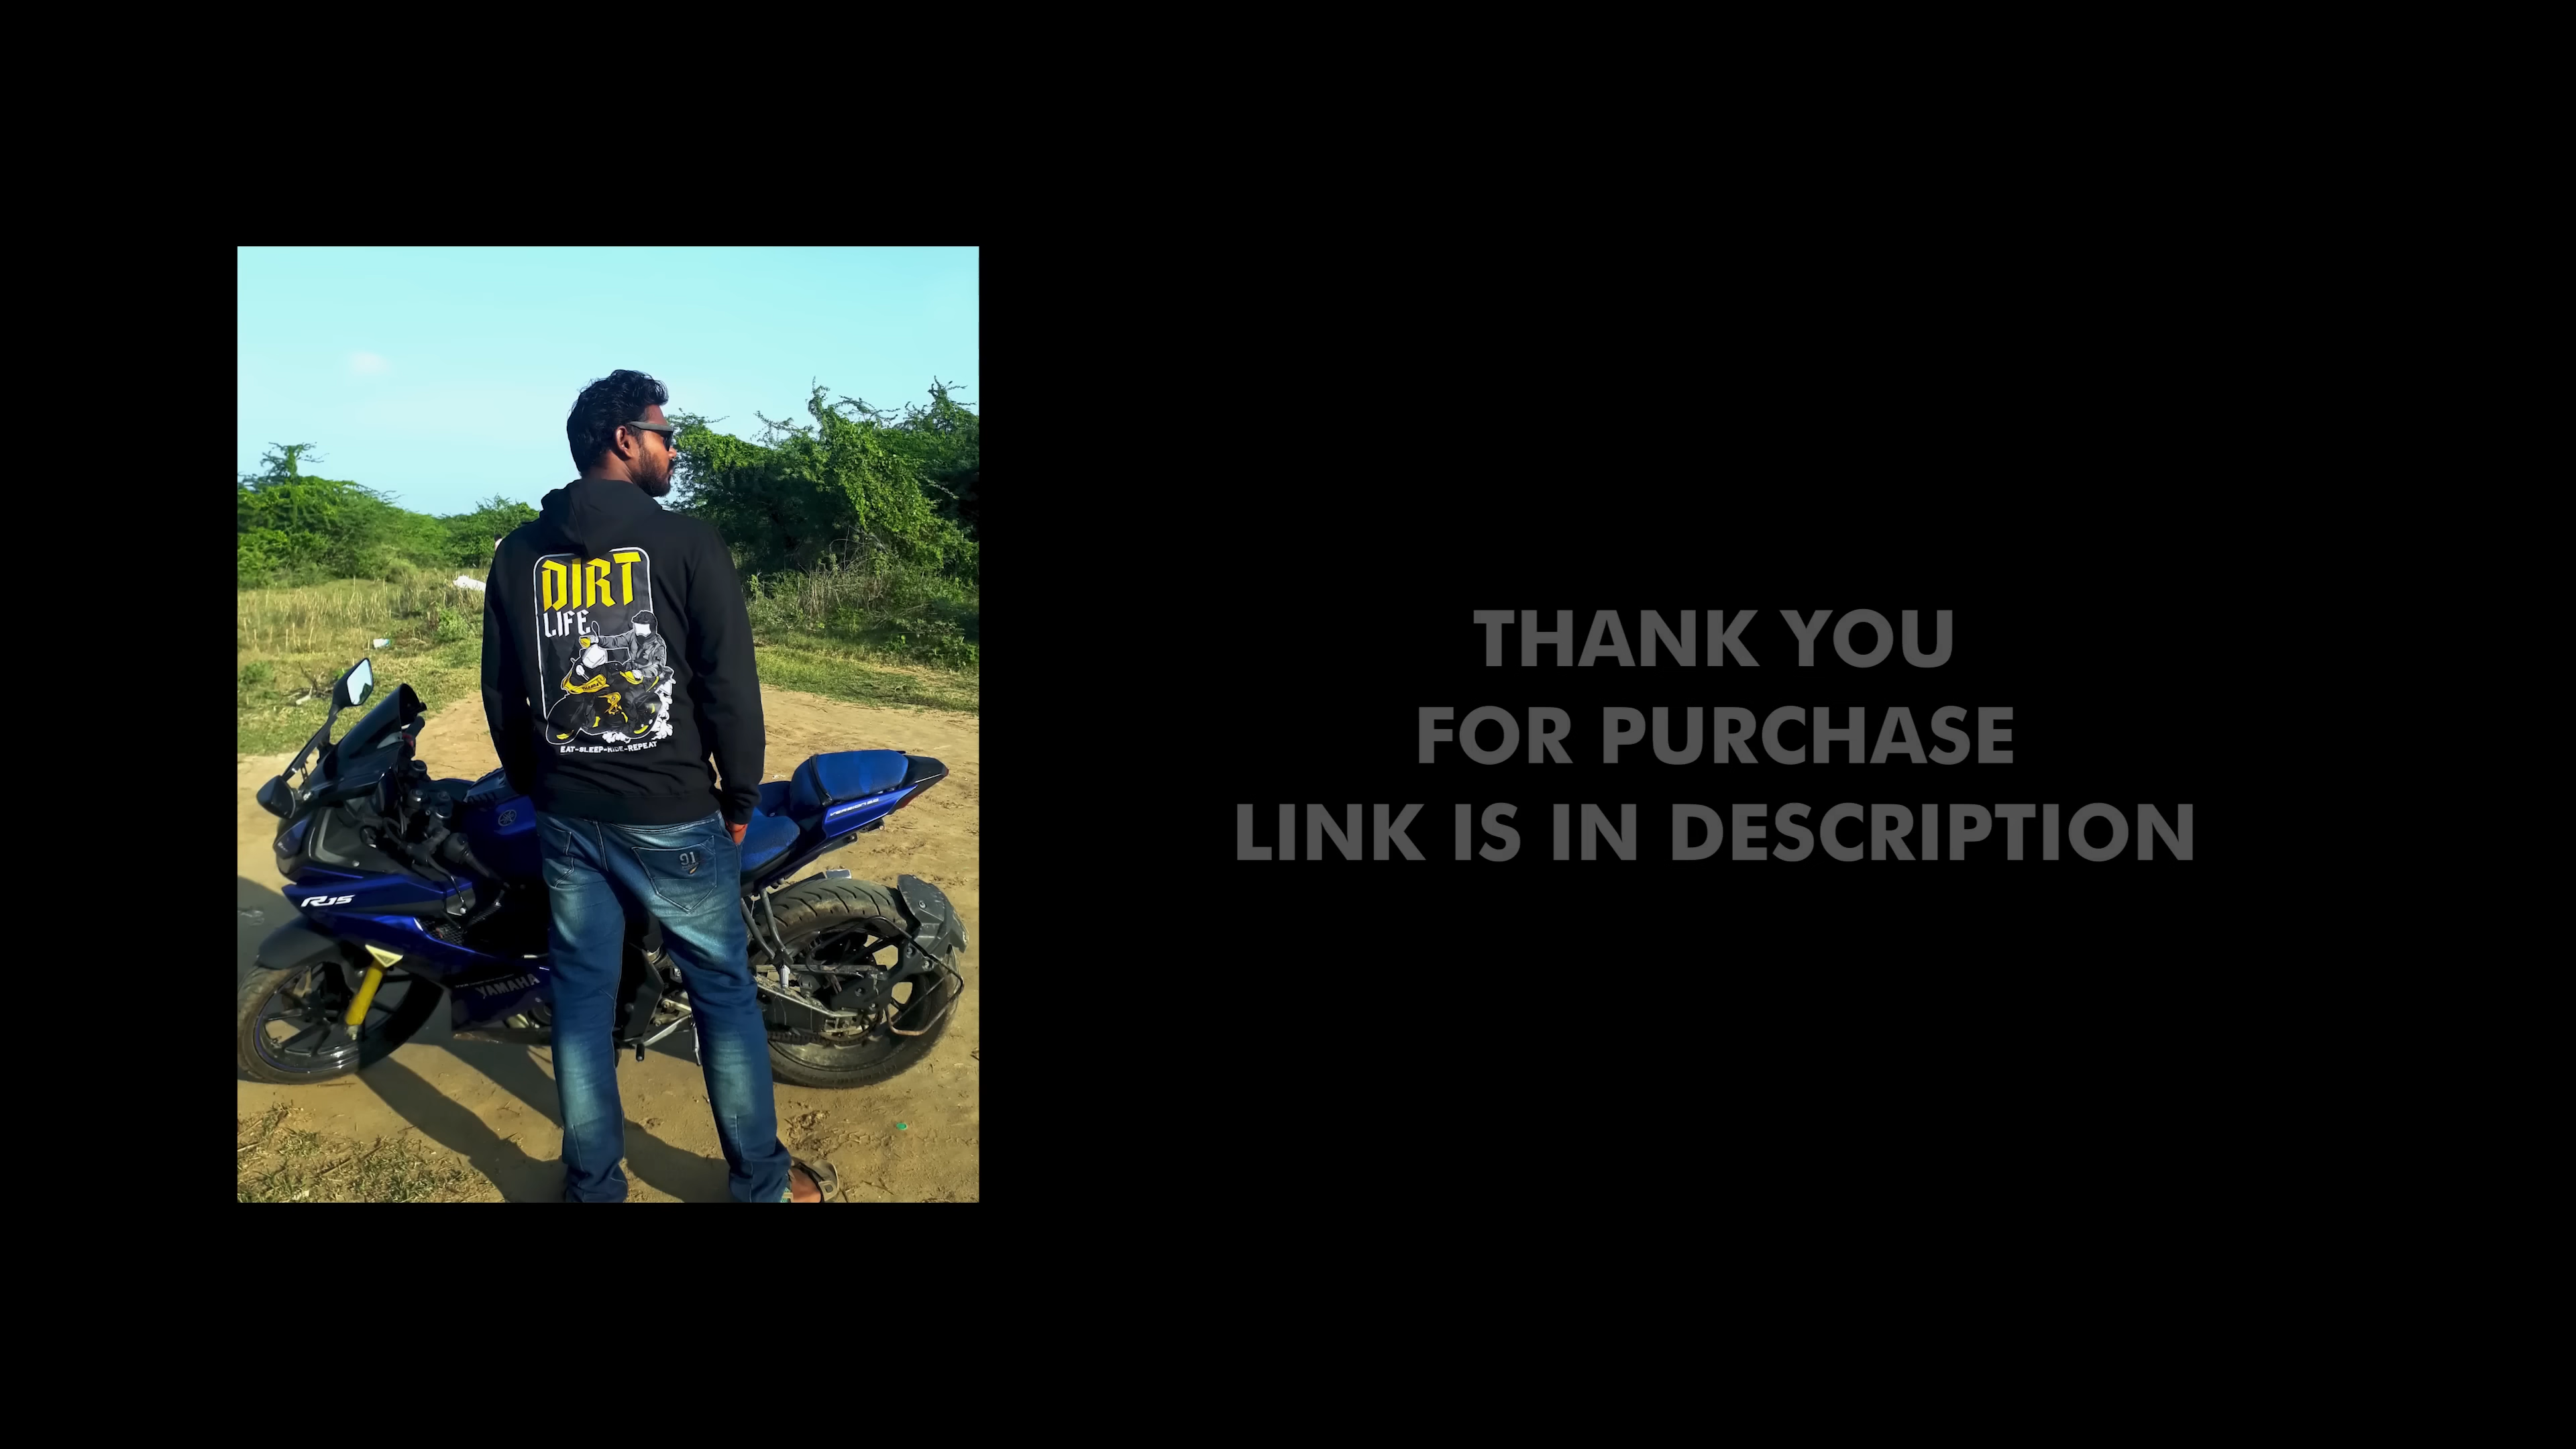 DIRT
LIFE
EAT-SLEEP-RIDE-REPEAT
R15
YAMAHA
THANK YOU
FOR PURCHASE
LINK IS IN DESCRIPTION